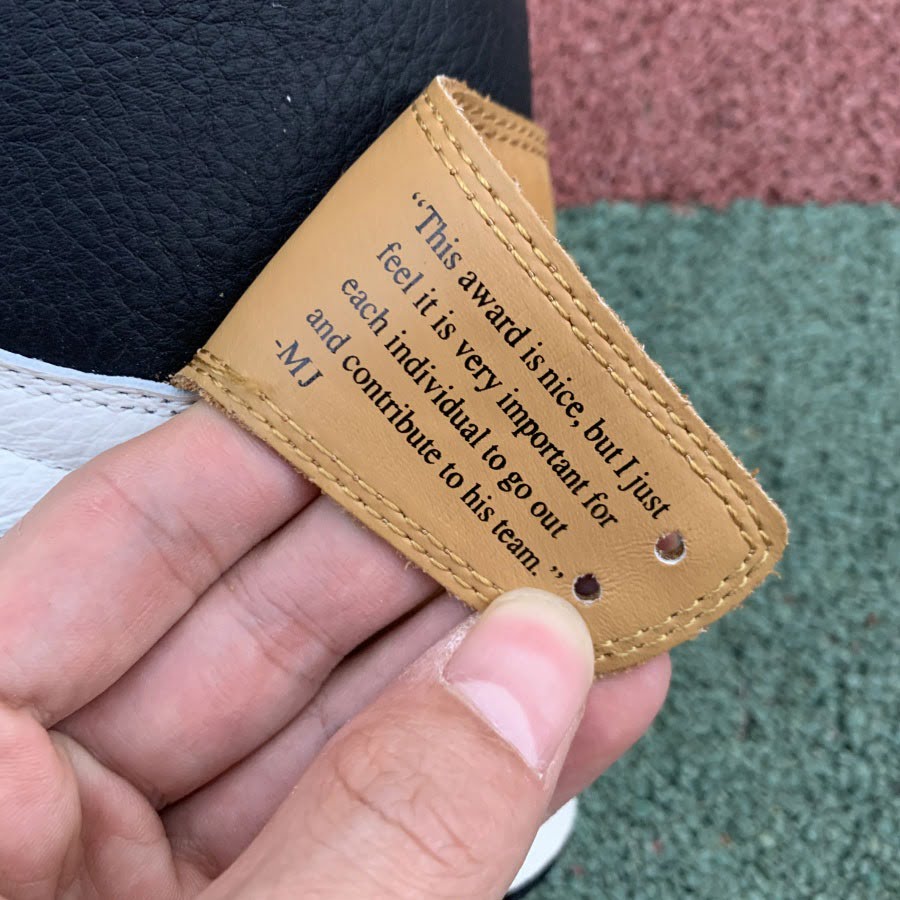 “This award is nice, but I just
feel it is very important for
each individual to go out
and contribute to his team.”
-MJ